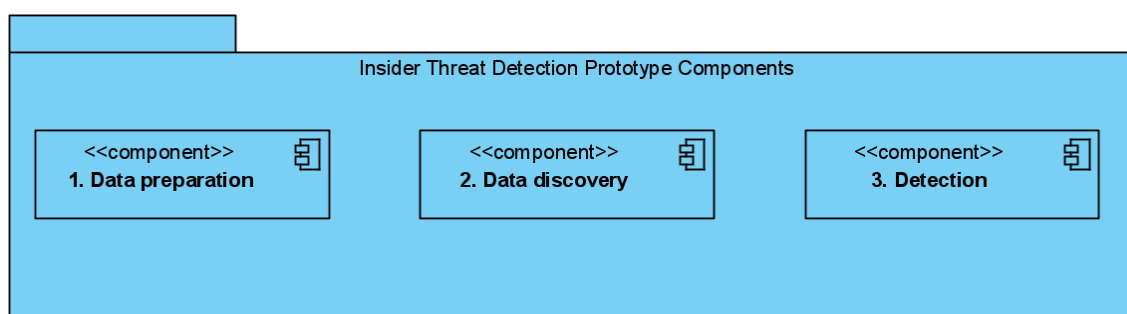 Insider Threat Detection Prototype Components
<<component>>
1. Data preparation
<<component>>
2. Data discovery
<<component>>
3. Detection